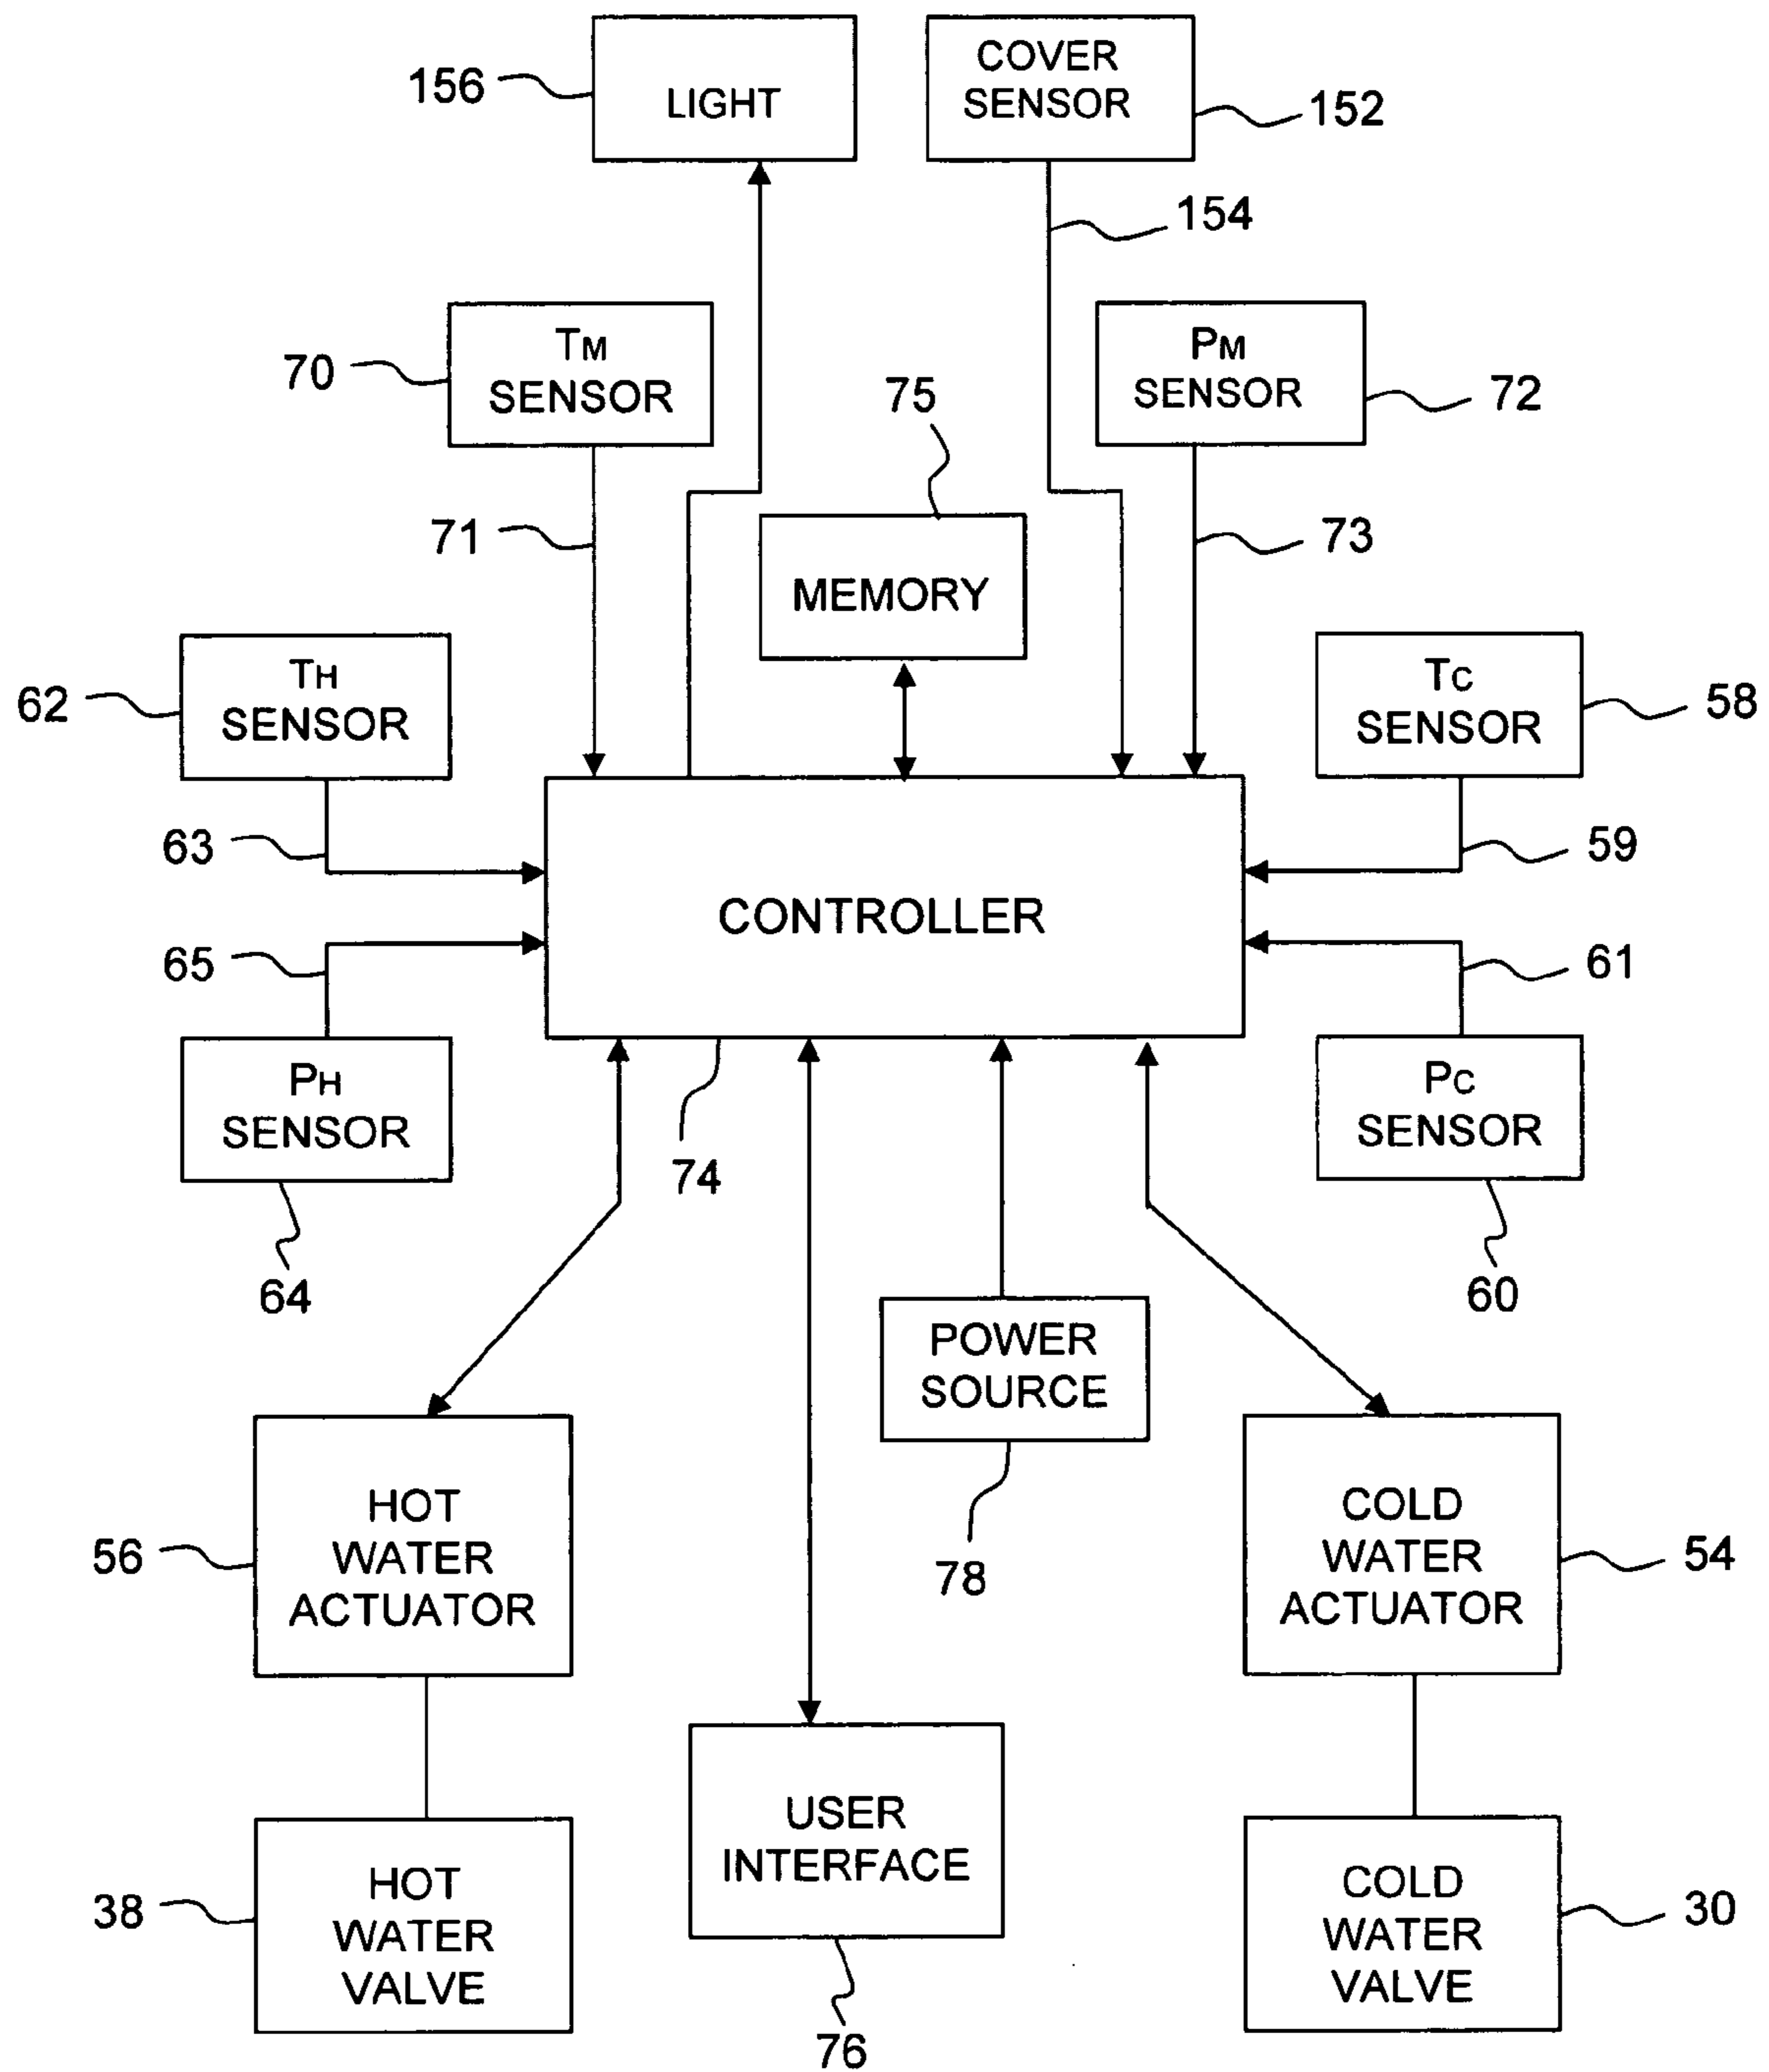 156
LIGHT
COVER
SENSOR
152
154
70
TM
SENSOR
75
PM
SENSOR
72
71
MEMORY
73
62
TH
SENSOR
TC
SENSOR
58
63
59
CONTROLLER
65
61
PH
SENSOR
74
PC
SENSOR
64
60
POWER
SOURCE
78
56
HOT
WATER
ACTUATOR
COLD
WATER
ACTUATOR
54
38
HOT
WATER
VALVE
USER
INTERFACE
76
COLD
WATER
VALVE
30